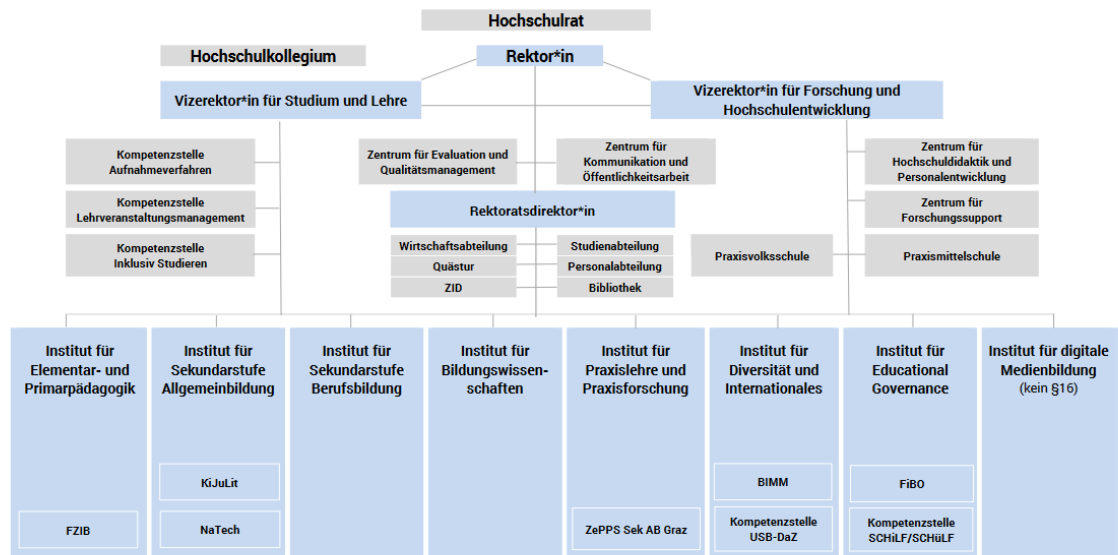 Hochschulrat
Hochschulkollegium
Rektor*in
Vizerektor*in für Studium und Lehre
Vizerektor*in für Forschung und
Hochschulentwicklung
Kompetenzstelle
Aufnahmeverfahren
Zentrum für Evaluation und
Qualitätsmanagement
Zentrum für
Kommunikation und
Öffentlichkeitsarbeit
Zentrum für
Hochschuldidaktik und
Personalentwicklung
Kompetenzstelle
Lehrveranstaltungsmanagement
Rektoratsdirektor*in
Zentrum für
Forschungssupport
Kompetenzstelle
Inklusiv Studieren
Wirtschaftsabteilung
Studienabteilung
Quästur
Personalabteilung
ZID
Bibliothek
Praxisvolksschule
Praxismittelschule
Institut für
Elementar- und
Primarpädagogik
FZIB
Institut für
Sekundarstufe
Allgemeinbildung
KiJuLit
NaTech
Institut für
Sekundarstufe
Berufsbildung
Institut für
Bildungswissen-
schaften
Institut für
Praxislehre und
Praxisforschung
ZePPS Sek AB Graz
Institut für
Diversität und
Internationales
BIMM
Kompetenzstelle
USB-DaZ
Institut für
Educational
Governance
FiBO
Kompetenzstelle
SCHiLF/SCHüLF
Institut für digitale
Medienbildung
(kein §16)